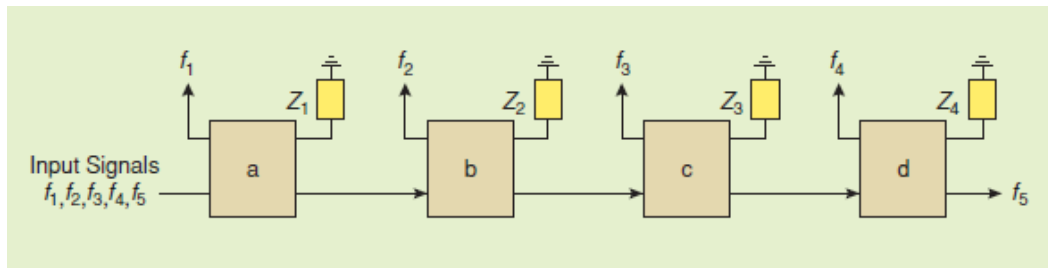 f₁
Z₁
f₂
Z₂
f₃
Z₃
f₄
Z₄
Input Signals
f₁,f₂,f₃,f₄,f₅
a
b
c
d
f₅